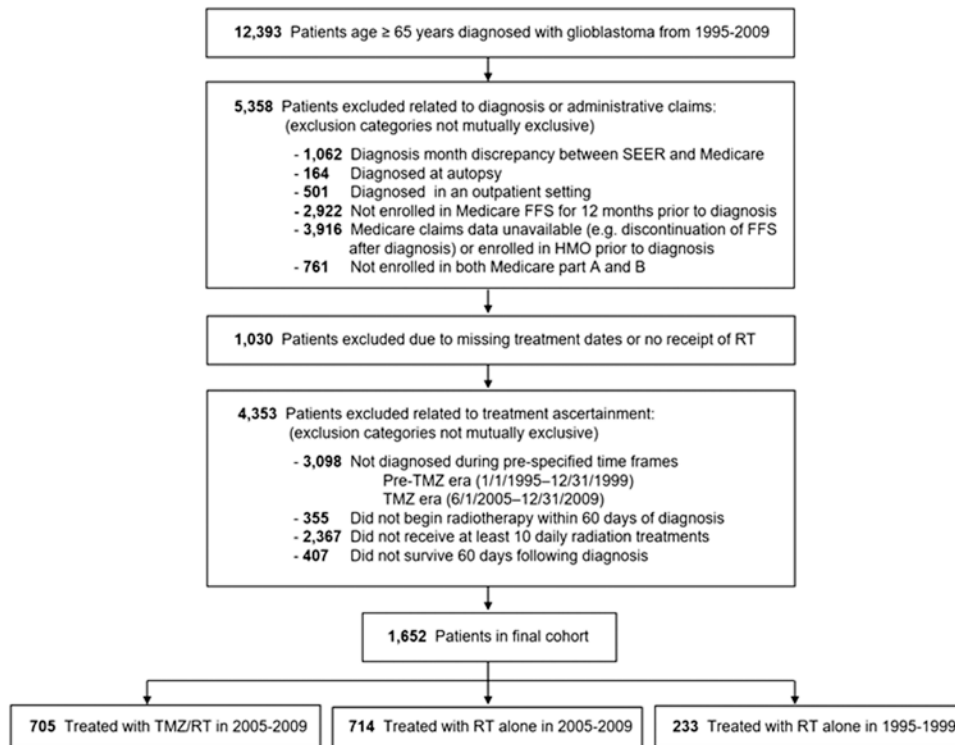 12,393 Patients age ≥ 65 years diagnosed with glioblastoma from 1995-2009
5,358 Patients excluded related to diagnosis or administrative claims:
(exclusion categories not mutually exclusive)
- 1,062 Diagnosis month discrepancy between SEER and Medicare
- 164 Diagnosed at autopsy
- 501 Diagnosed in an outpatient setting
- 2,922 Not enrolled in Medicare FFS for 12 months prior to diagnosis
- 3,916 Medicare claims data unavailable (e.g. discontinuation of FFS
after diagnosis) or enrolled in HMO prior to diagnosis
- 761 Not enrolled in both Medicare part A and B
1,030 Patients excluded due to missing treatment dates or no receipt of RT
4,353 Patients excluded related to treatment ascertainment:
(exclusion categories not mutually exclusive)
- 3,098 Not diagnosed during pre-specified time frames
Pre-TMZ era (1/1/1995–12/31/1999)
TMZ era (6/1/2005–12/31/2009)
- 355 Did not begin radiotherapy within 60 days of diagnosis
- 2,367 Did not receive at least 10 daily radiation treatments
- 407 Did not survive 60 days following diagnosis
1,652 Patients in final cohort
705 Treated with TMZ/RT in 2005-2009
714 Treated with RT alone in 2005-2009
233 Treated with RT alone in 1995-1999